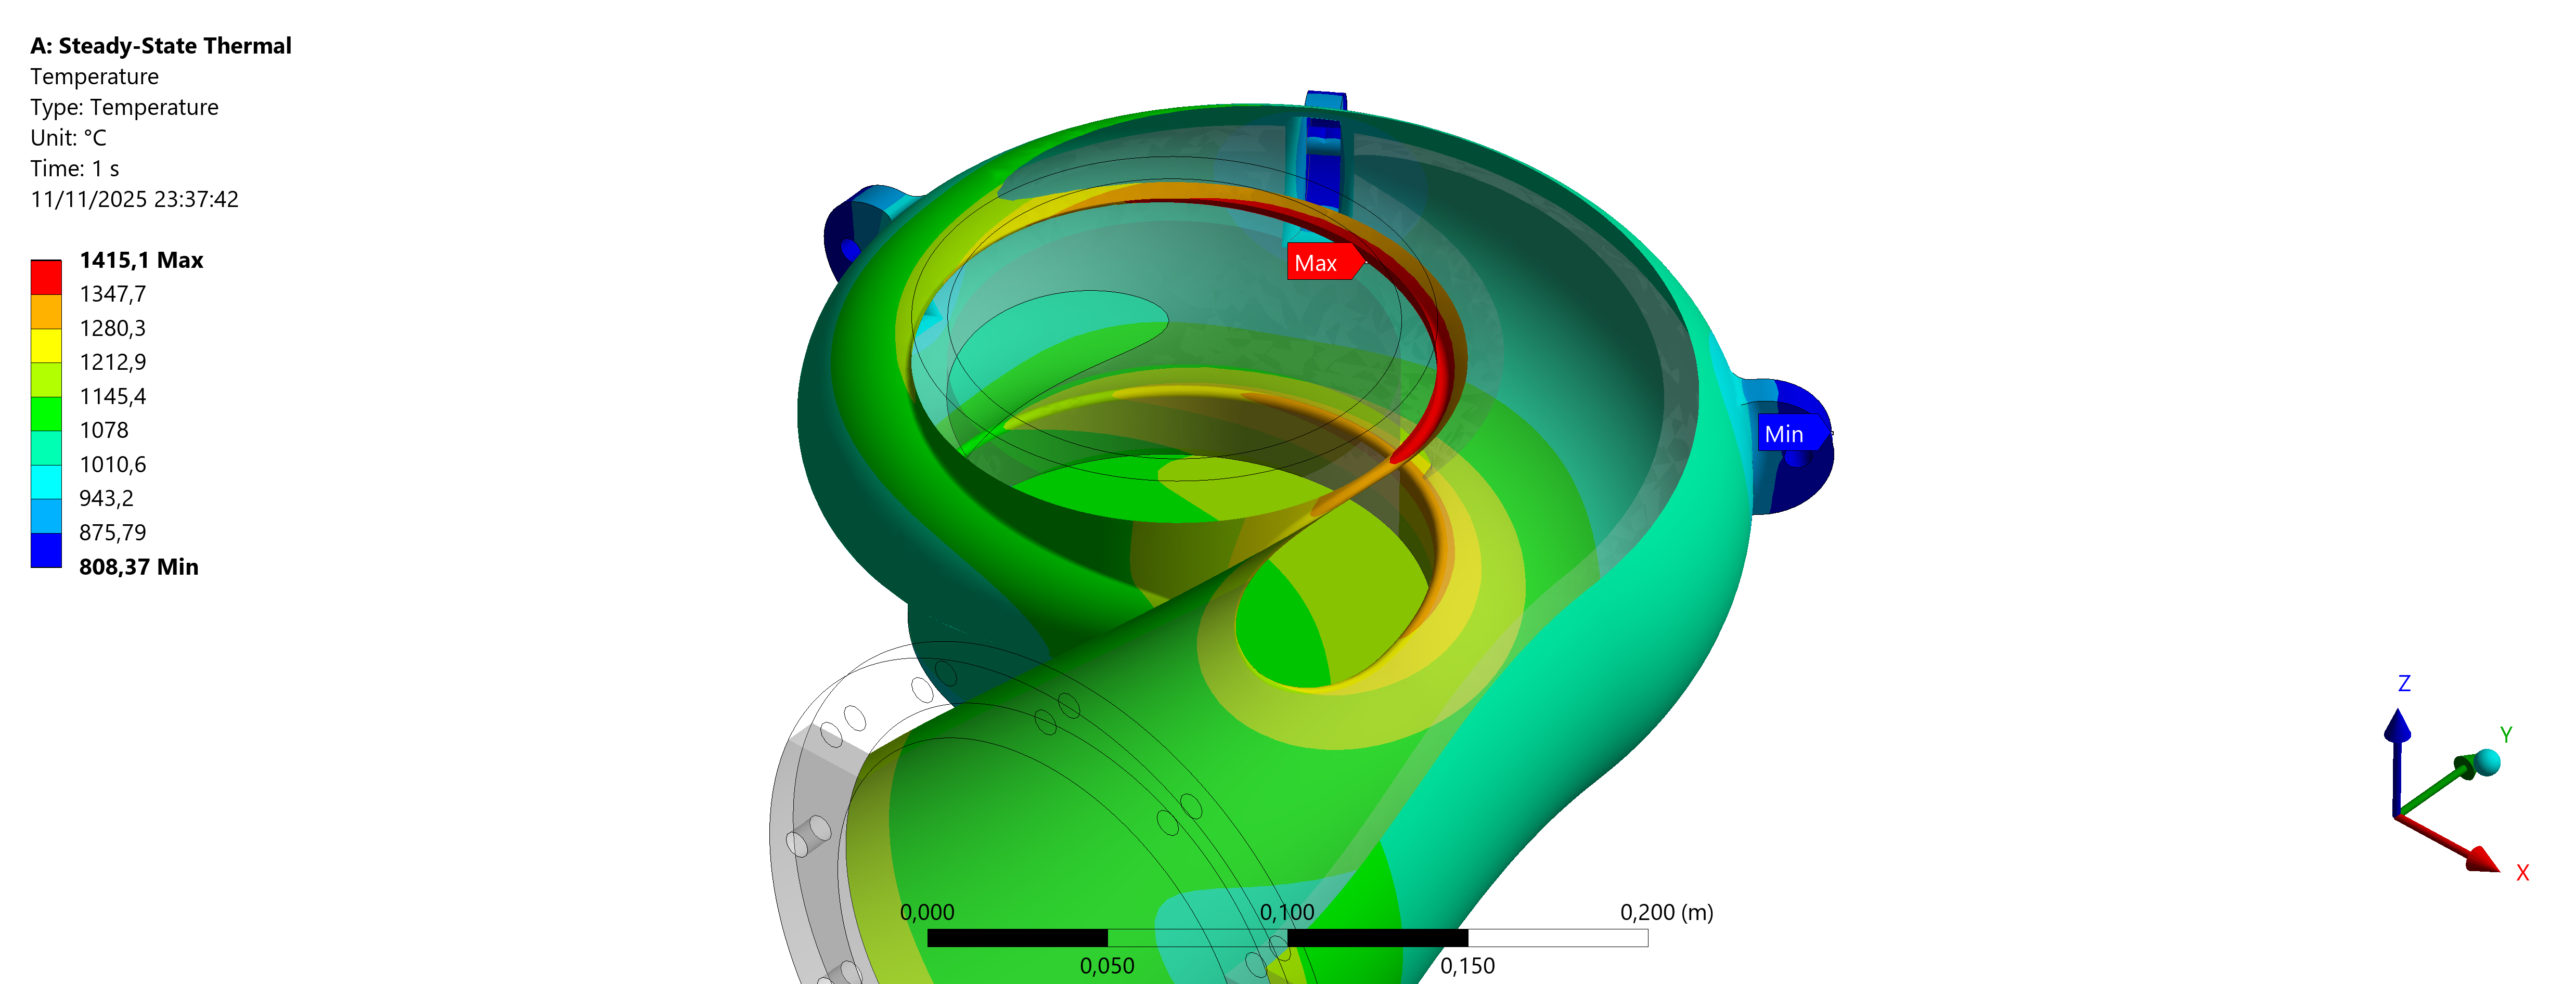 A: Steady-State Thermal
Temperature
Type: Temperature
Unit: °C
Time: 1 s
11/11/2025 23:37:42
1415,1 Max
1347,7
1280,3
1212,9
1145,4
1078
1010,6
943,2
875,79
808,37 Min
Max
Min
0,000
0,100
0,200 (m)
0,050
0,150
Z
Y
X